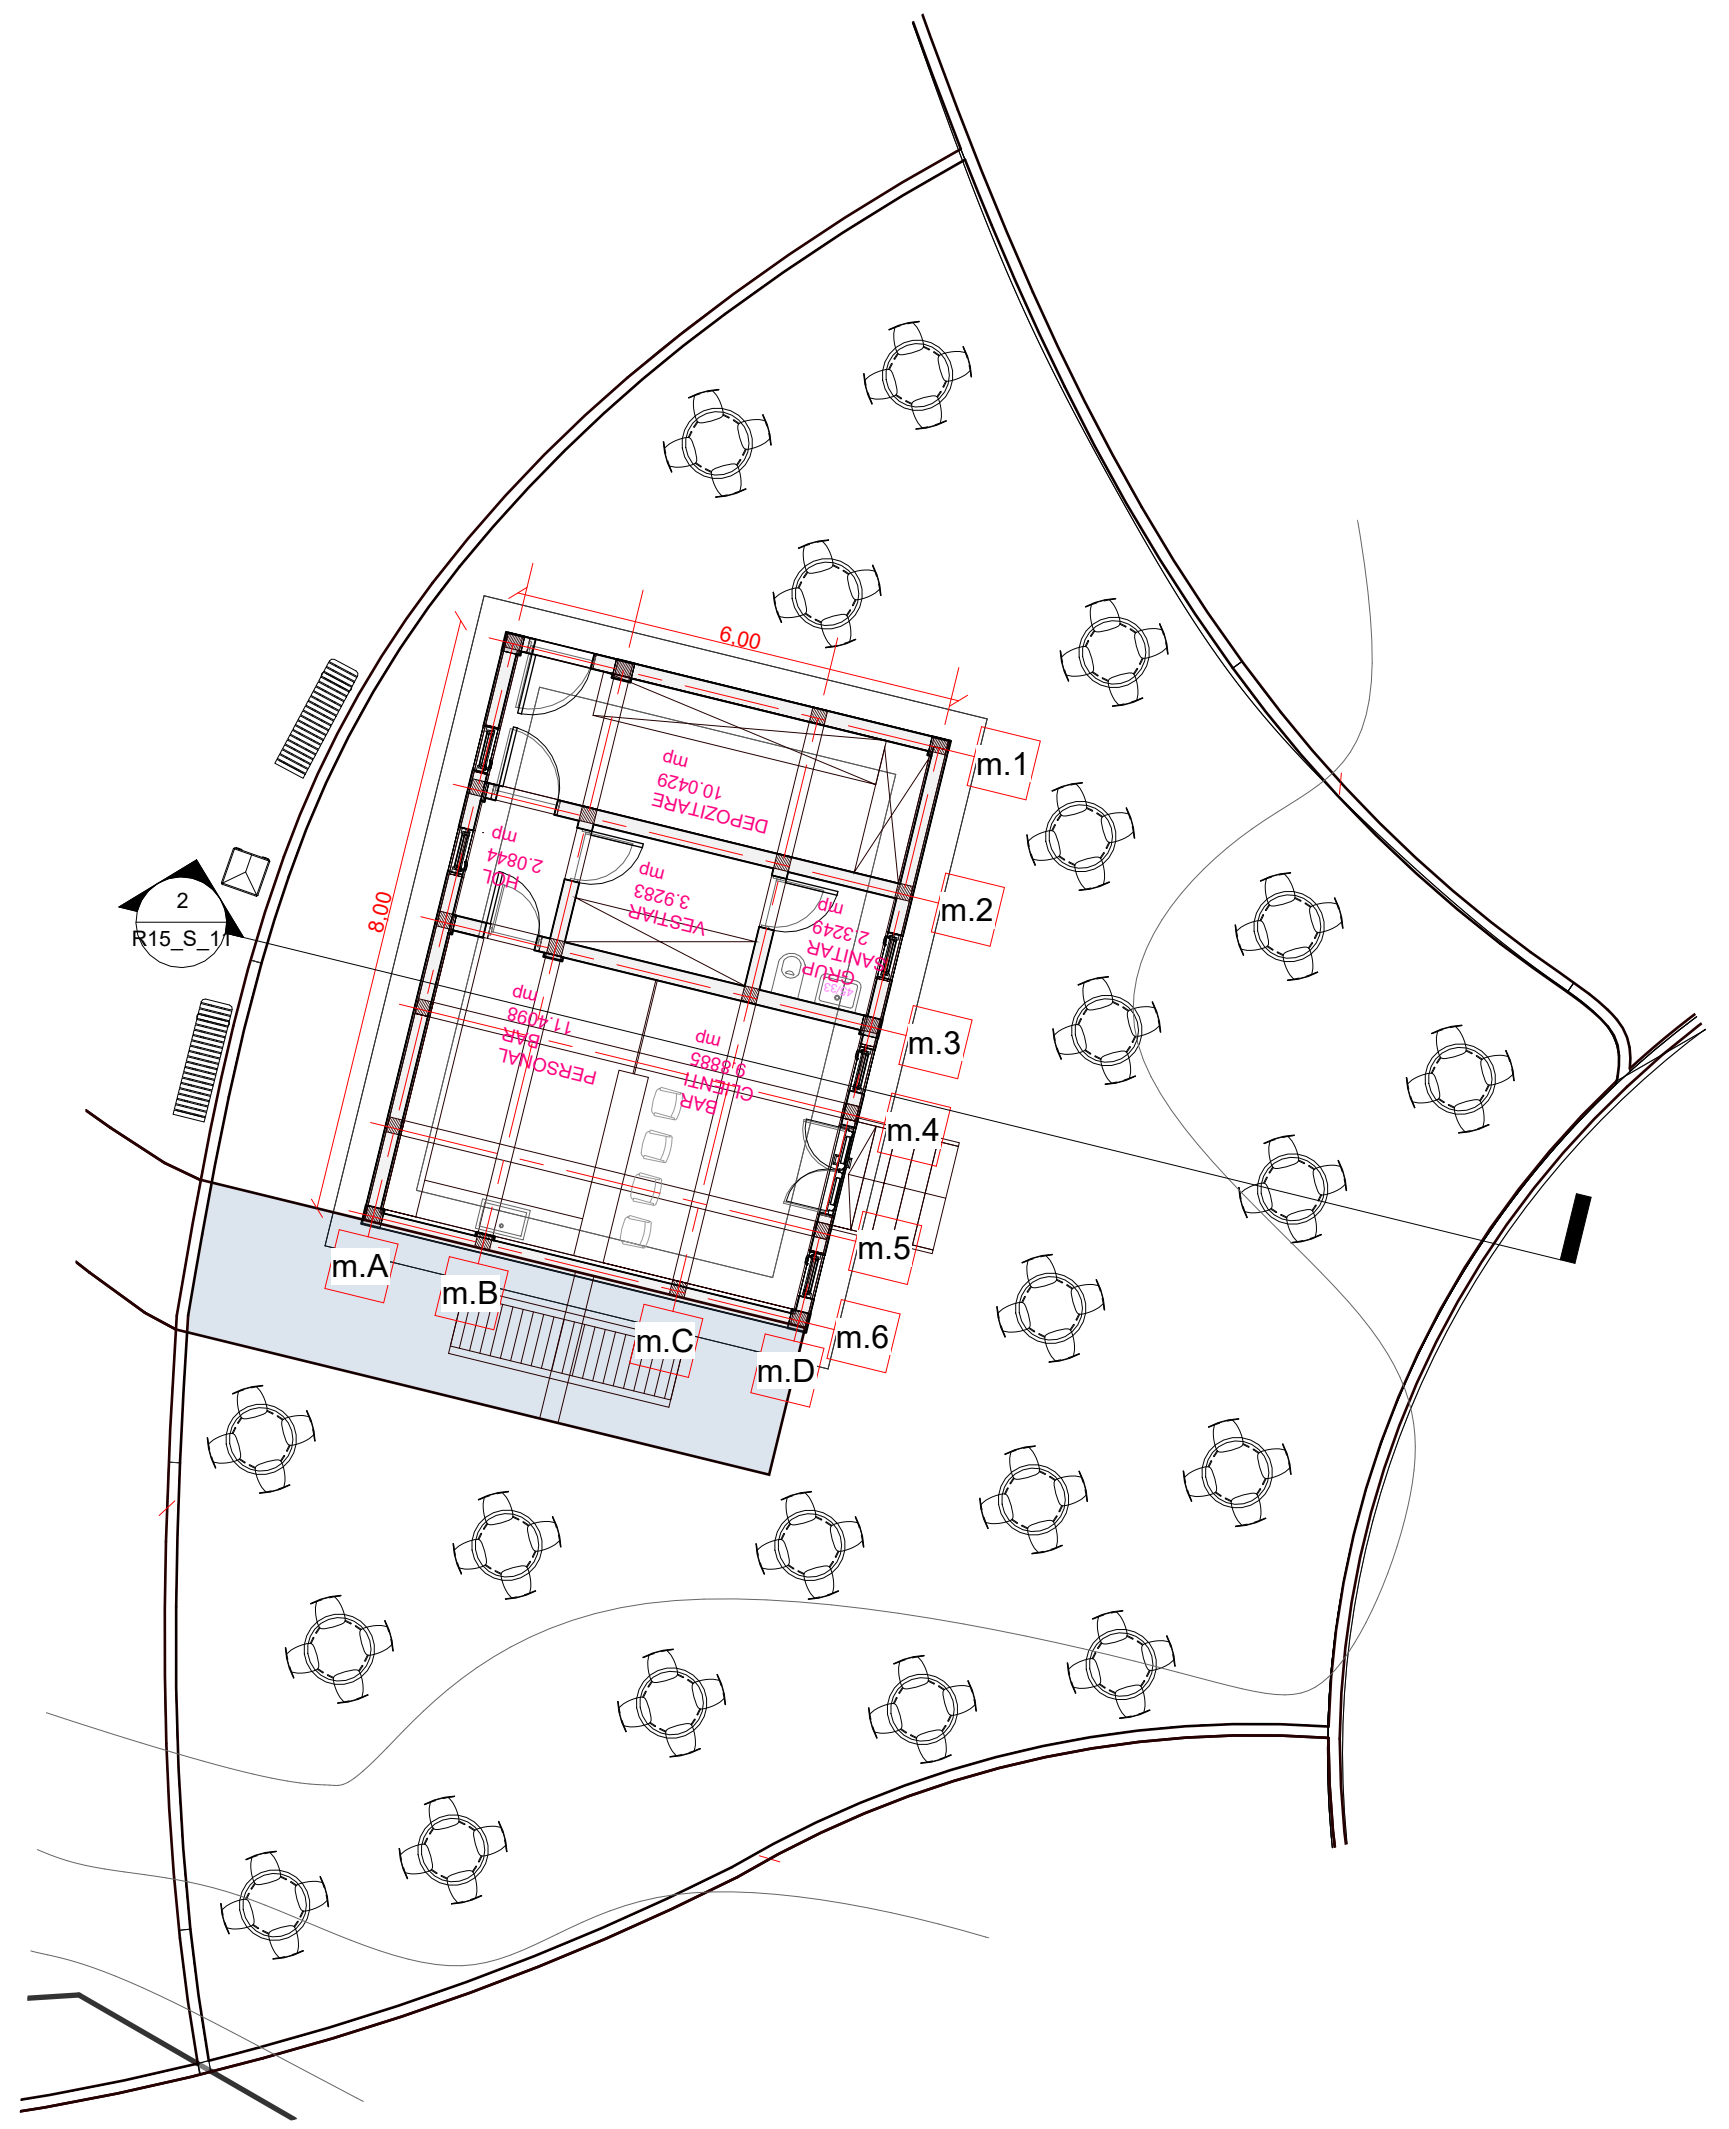 6.00
8.00
2
R15_S_11
m.1
m.2
m.3
m.4
m.5
m.6
m.A
m.B
m.C
m.D
DEPOZITARE
10.0429
mp
HOL
2.0844
mp
VESTIAR
3.9283
mp
GRUP
SANITAR
2.3249
mp
PERSONAL
BAR
11.4098
mp
BAR
CLIENTI
9.8885
mp